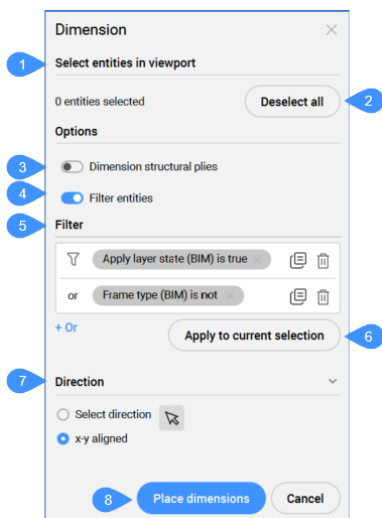 Dimension
1 Select entities in viewport
0 entities selected Deselect all 2
Options
3 Dimension structural plies
4 Filter entities
5 Filter
Apply layer state (BIM) is true
or Frame type (BIM) is not
+ Or Apply to current selection 6
7 Direction
Select direction
x-y aligned
8 Place dimensions Cancel